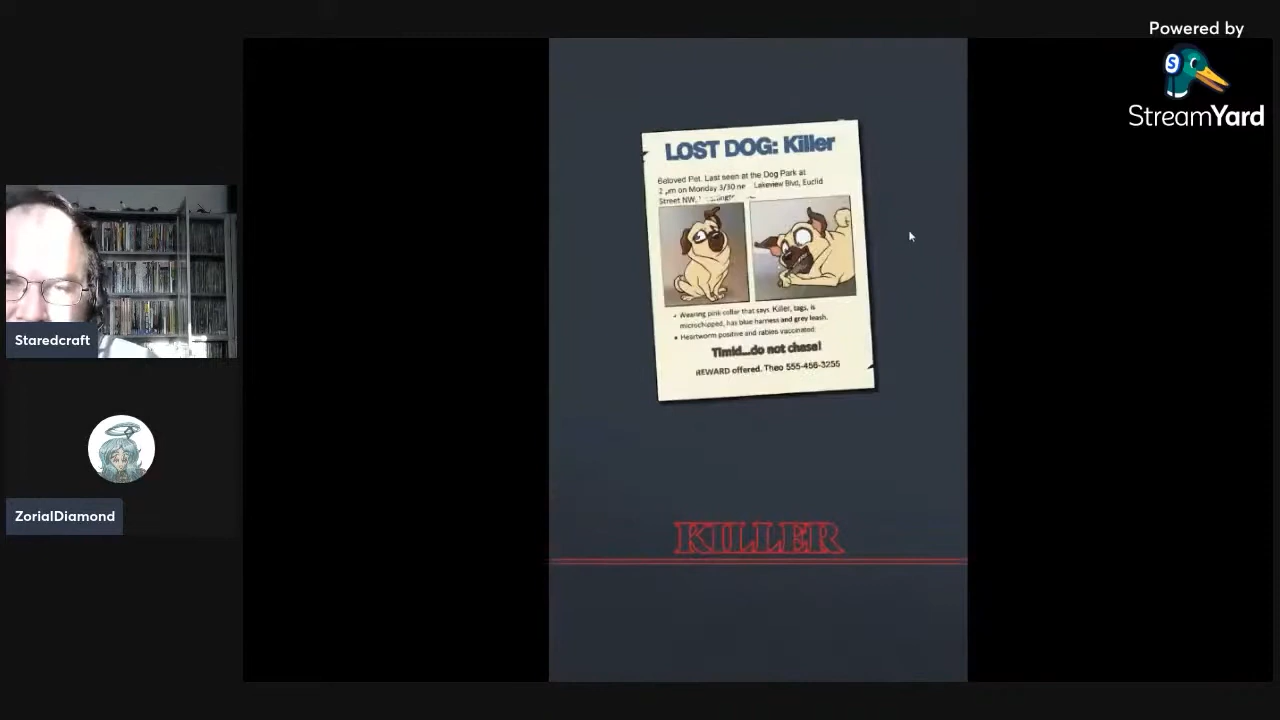 Powered by
S
StreamYard
LOST DOG: Killer
Beloved Pet. Last seen at the Dog Park at
2 pm on Monday 3/30 Lakeview Blvd, Euclid
Street NW,
• Wearing pink collar that says Killer, tags, is
microchipped, has blue harness and grey leash.
• Heartworm positive and rabies vaccinated.
Timid...do not chase!
REWARD offered. Theo 555-456-3255
Staredcraft
ZorialDiamond
KILLER